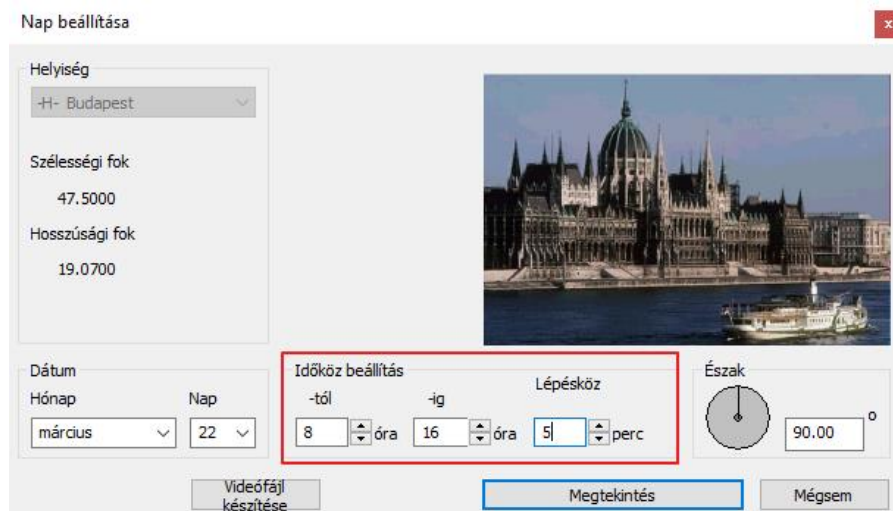 Nap beállítása
x
Helyiség
-H- Budapest
Szélességi fok
47.5000
Hosszúsági fok
19.0700
Dátum
Hónap
Nap
március
22
Időköz beállítás
-tól
-ig
Lépésköz
8
óra
16
óra
5
perc
Észak
90.00
o
Videófájl
készítése
Megtekintés
Mégsem